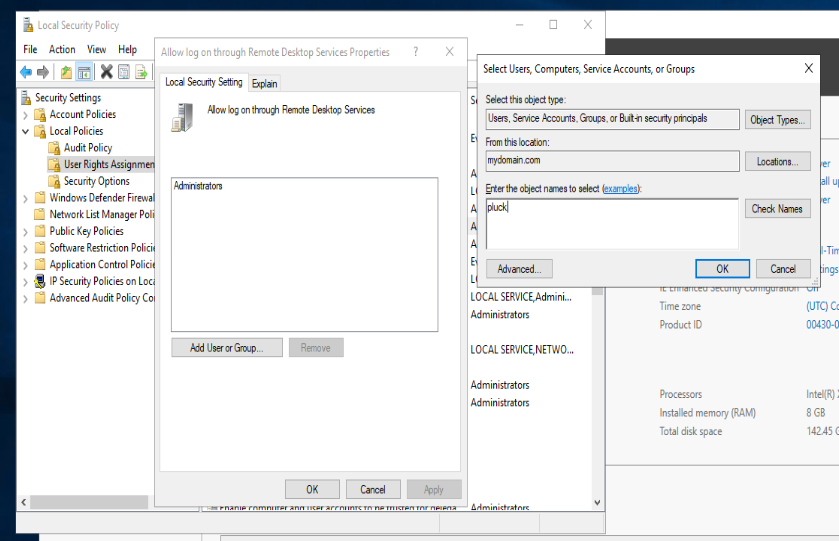 Local Security Policy
File Action View Help
Security Settings
Account Policies
Local Policies
Audit Policy
User Rights Assignmen
Security Options
Windows Defender Firewal
Network List Manager Poli
Public Key Policies
Software Restriction Policie
Application Control Policie
IP Security Policies on Loca
Advanced Audit Policy Co
Allow log on through Remote Desktop Services Properties ? X
Local Security Setting Explain
Allow log on through Remote Desktop Services
Administrators
Add User or Group... Remove
OK Cancel Apply
Select Users, Computers, Service Accounts, or Groups
Select this object type:
Users, Service Accounts, Groups, or Built-in security principals Object Types...
From this location:
mydomain.com Locations...
Enter the object names to select (examples):
pluck Check Names
Advanced... OK Cancel
LOCAL SERVICE,Admini...
Administrators
LOCAL SERVICE,NETWO...
Administrators
Administrators
Enable computer and user accounts to be trusted for delega Administrators
IE Enhanced Security Configuration On
Time zone (UTC) Co
Product ID 00430-0
Processors Intel(R)
Installed memory (RAM) 8 GB
Total disk space 142.45 G